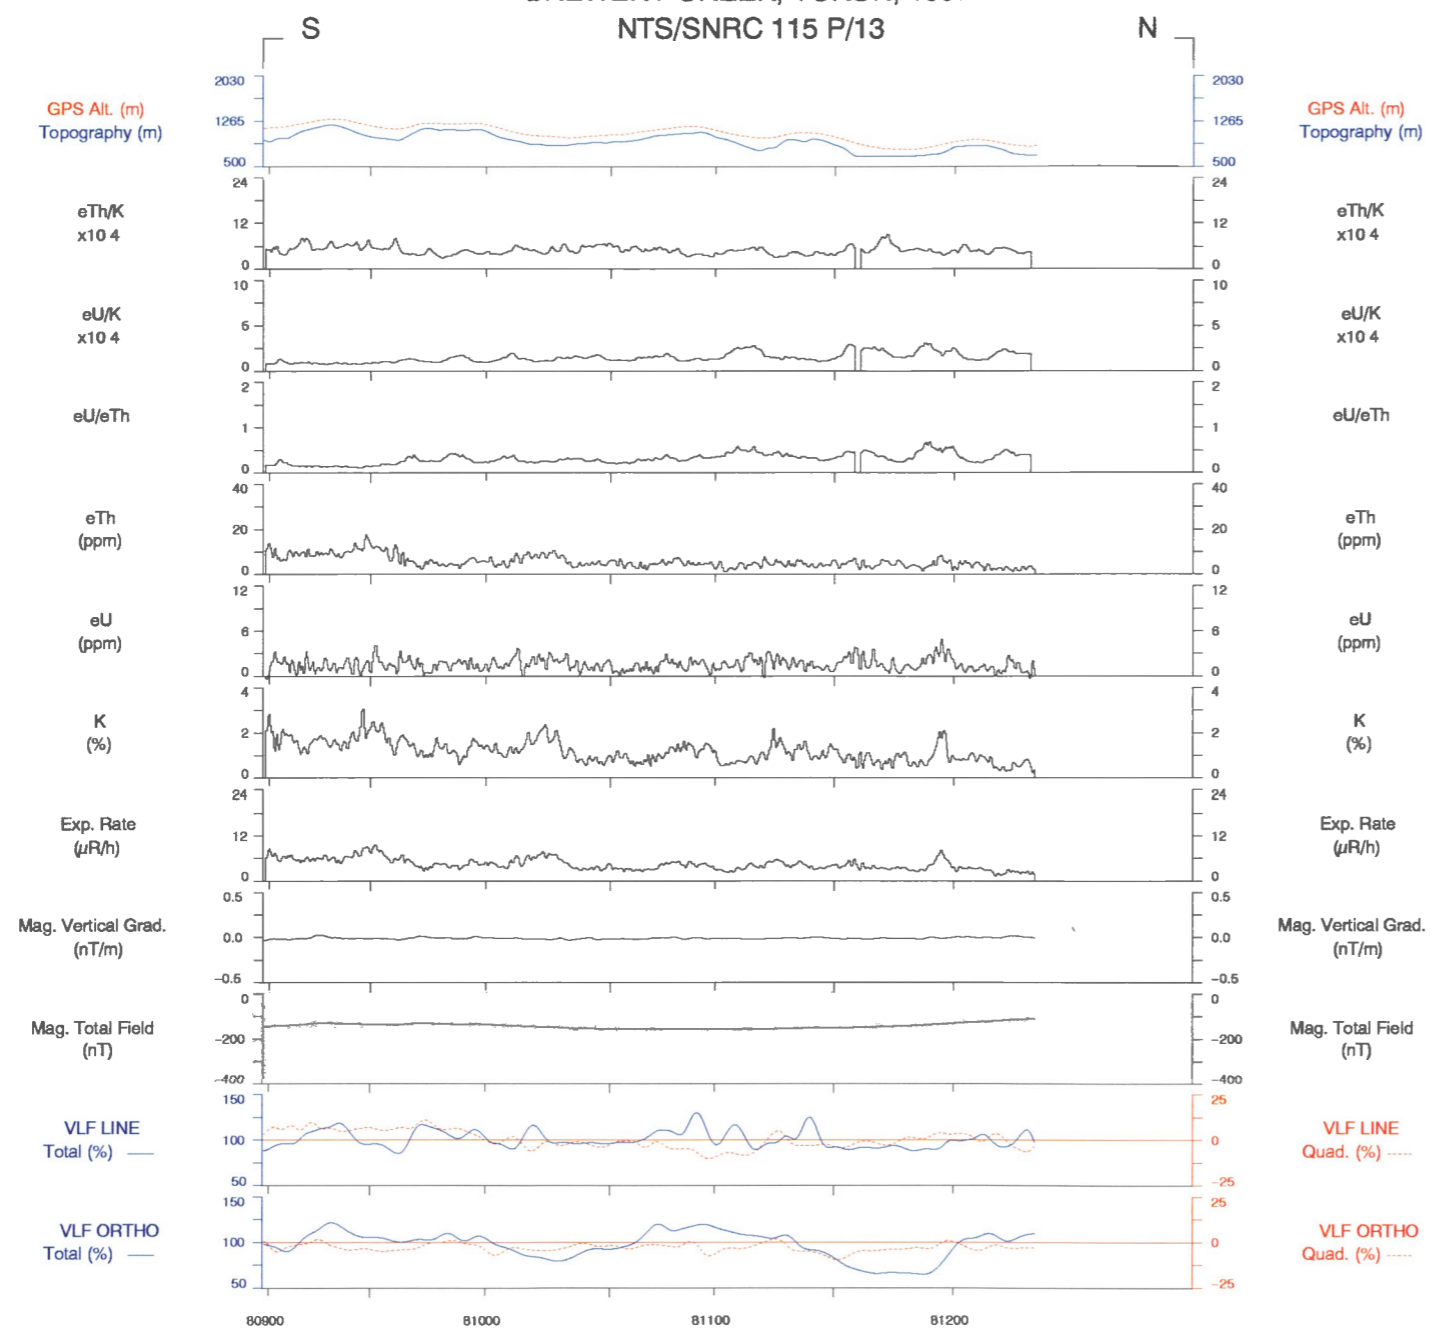 S NTS/SNRC 115 P/13 N
2030 2030
GPS Alt. (m) 1265 1265 GPS Alt. (m)
Topography (m) Topography (m)
500 500
24 24
eTh/K 12 12 eTh/K
x10 4 x10 4
0 0
10 10
eU/K 5 5 eU/K
x10 4 x10 4
0 0
2 2
eU/eTh 1 1 eU/eTh
0 0
40 40
eTh 20 20 eTh
(ppm) (ppm)
0 0
12 12
eU 6 6 eU
(ppm) (ppm)
0 0
4 4
K 2 2 K
(%) (%)
0 0
24 24
Exp. Rate 12 12 Exp. Rate
(µR/h) (µR/h)
0 0
0.5 0.5
Mag. Vertical Grad. 0.0 0.0 Mag. Vertical Grad.
(nT/m) (nT/m)
-0.5 -0.5
0 0
Mag. Total Field -200 -200 Mag. Total Field
(nT) (nT)
-400 -400
150 25
VLF LINE 100 0 VLF LINE
Total (%) Quad. (%)
50 -25
150 25
VLF ORTHO 100 0 VLF ORTHO
Total (%) Quad. (%)
50 -25
80900 81000 81100 81200